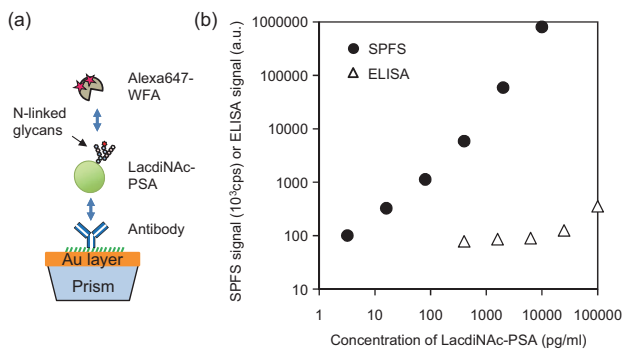 (a)
Alexa647-
WFA
N-linked
glycans
LacdiNAc-
PSA
Antibody
Au layer
Prism
(b)
SPFS signal (10³cps) or ELISA signal (a.u.)
1000000
100000
10000
1000
100
10
SPFS
ELISA
1
10
100
1000
10000
100000
Concentration of LacdiNAc-PSA (pg/ml)